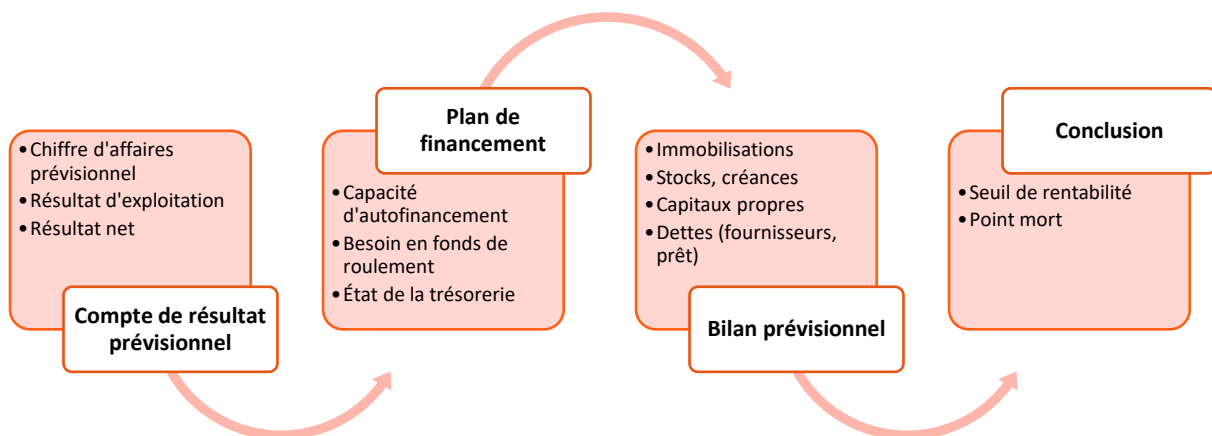 • Chiffre d'affaires
prévisionnel
• Résultat d'exploitation
• Résultat net
Compte de résultat
prévisionnel
Plan de
financement
• Capacité
d'autofinancement
• Besoin en fonds de
roulement
• État de la trésorerie
• Immobilisations
• Stocks, créances
• Capitaux propres
• Dettes (fournisseurs,
prêt)
Bilan prévisionnel
Conclusion
• Seuil de rentabilité
• Point mort